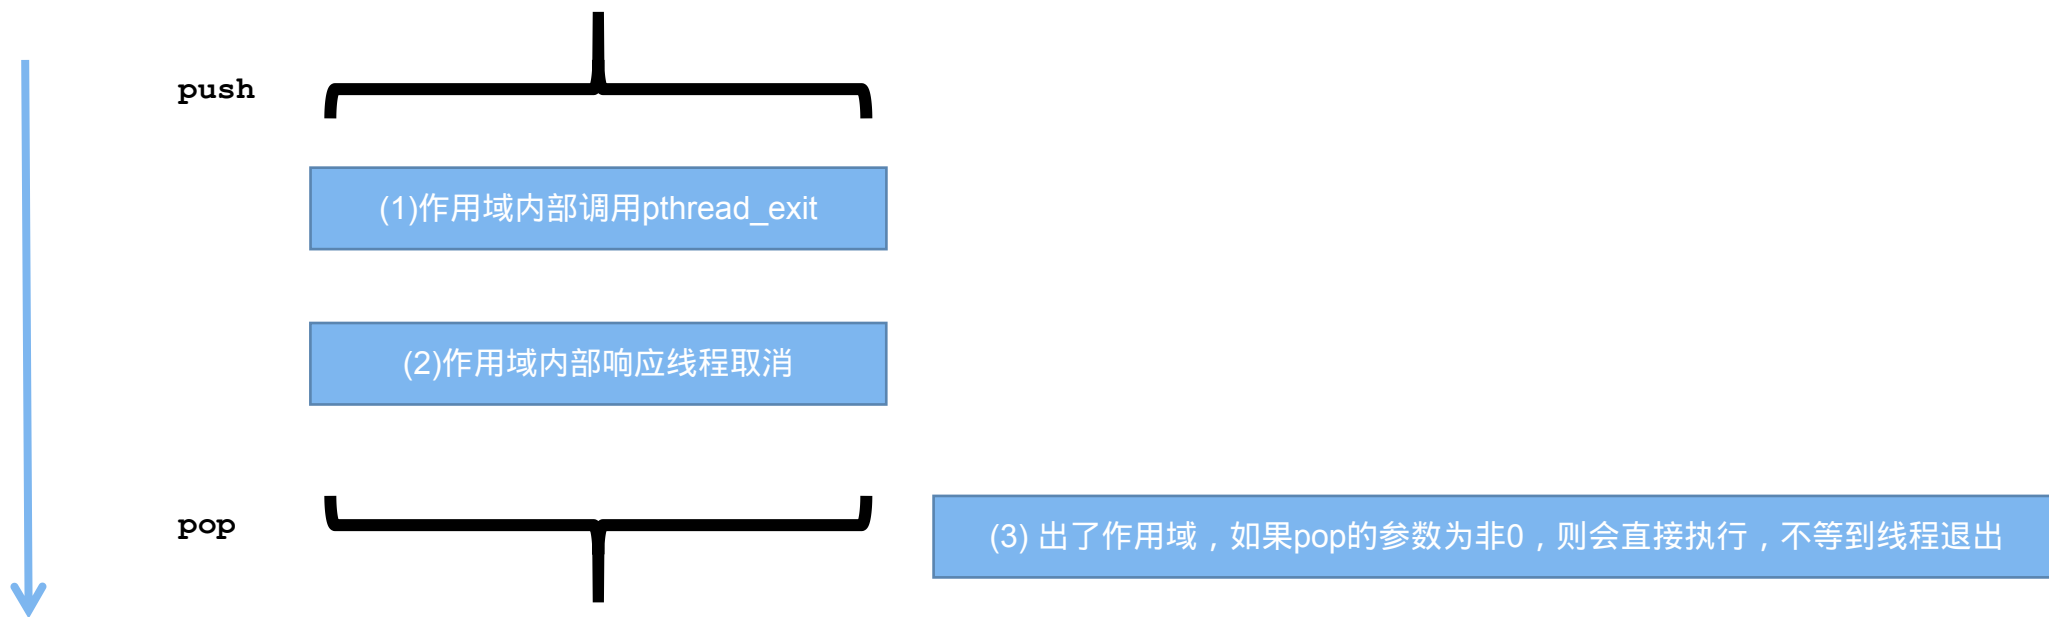 push
(1)作用域内部调用pthread_exit
(2)作用域内部响应线程取消
pop
(3) 出了作用域，如果pop的参数为非0，则会直接执行，不等到线程退出